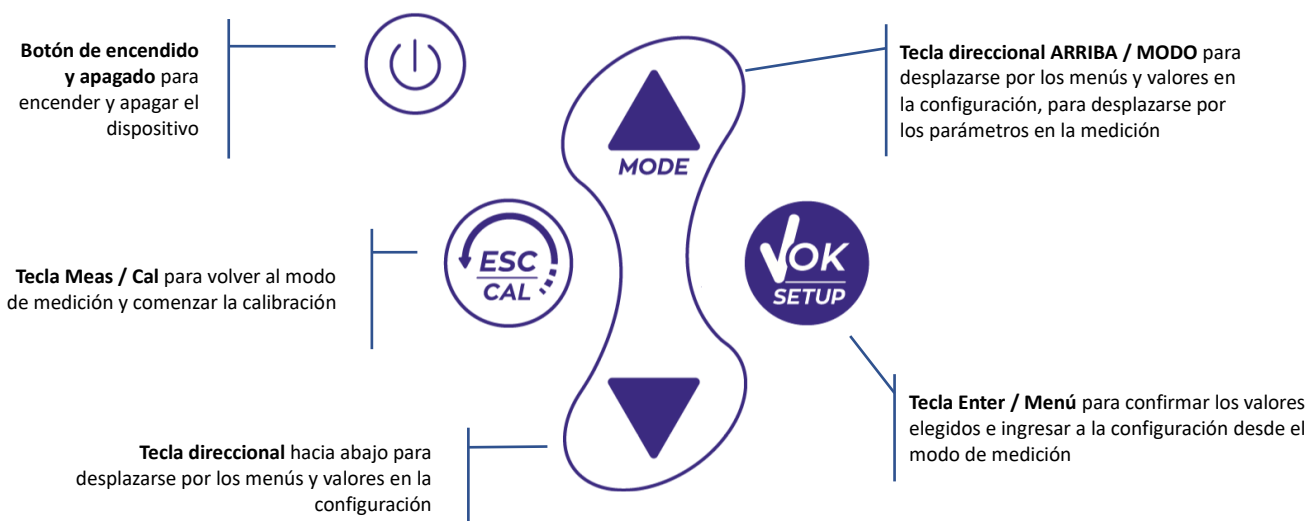 Botón de encendido
y apagado para
encender y apagar el
dispositivo
Tecla direccional ARRIBA / MODO para
desplazarse por los menús y valores en
la configuración, para desplazarse por
los parámetros en la medición
MODE
Tecla Meas / Cal para volver al modo
de medición y comenzar la calibración
ESC
CAL
OK
SETUP
Tecla direccional hacia abajo para
desplazarse por los menús y valores en la
configuración
Tecla Enter / Menú para confirmar los valores
elegidos e ingresar a la configuración desde el
modo de medición